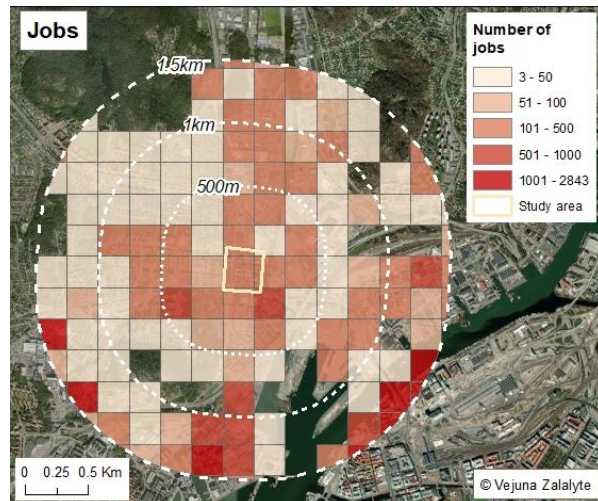 Jobs
1.5km
1km
500m
Number of
jobs
3 - 50
51 - 100
101 - 500
501 - 1000
1001 - 2843
Study area
0 0.25 0.5 Km
© Vejuna Zalalyte